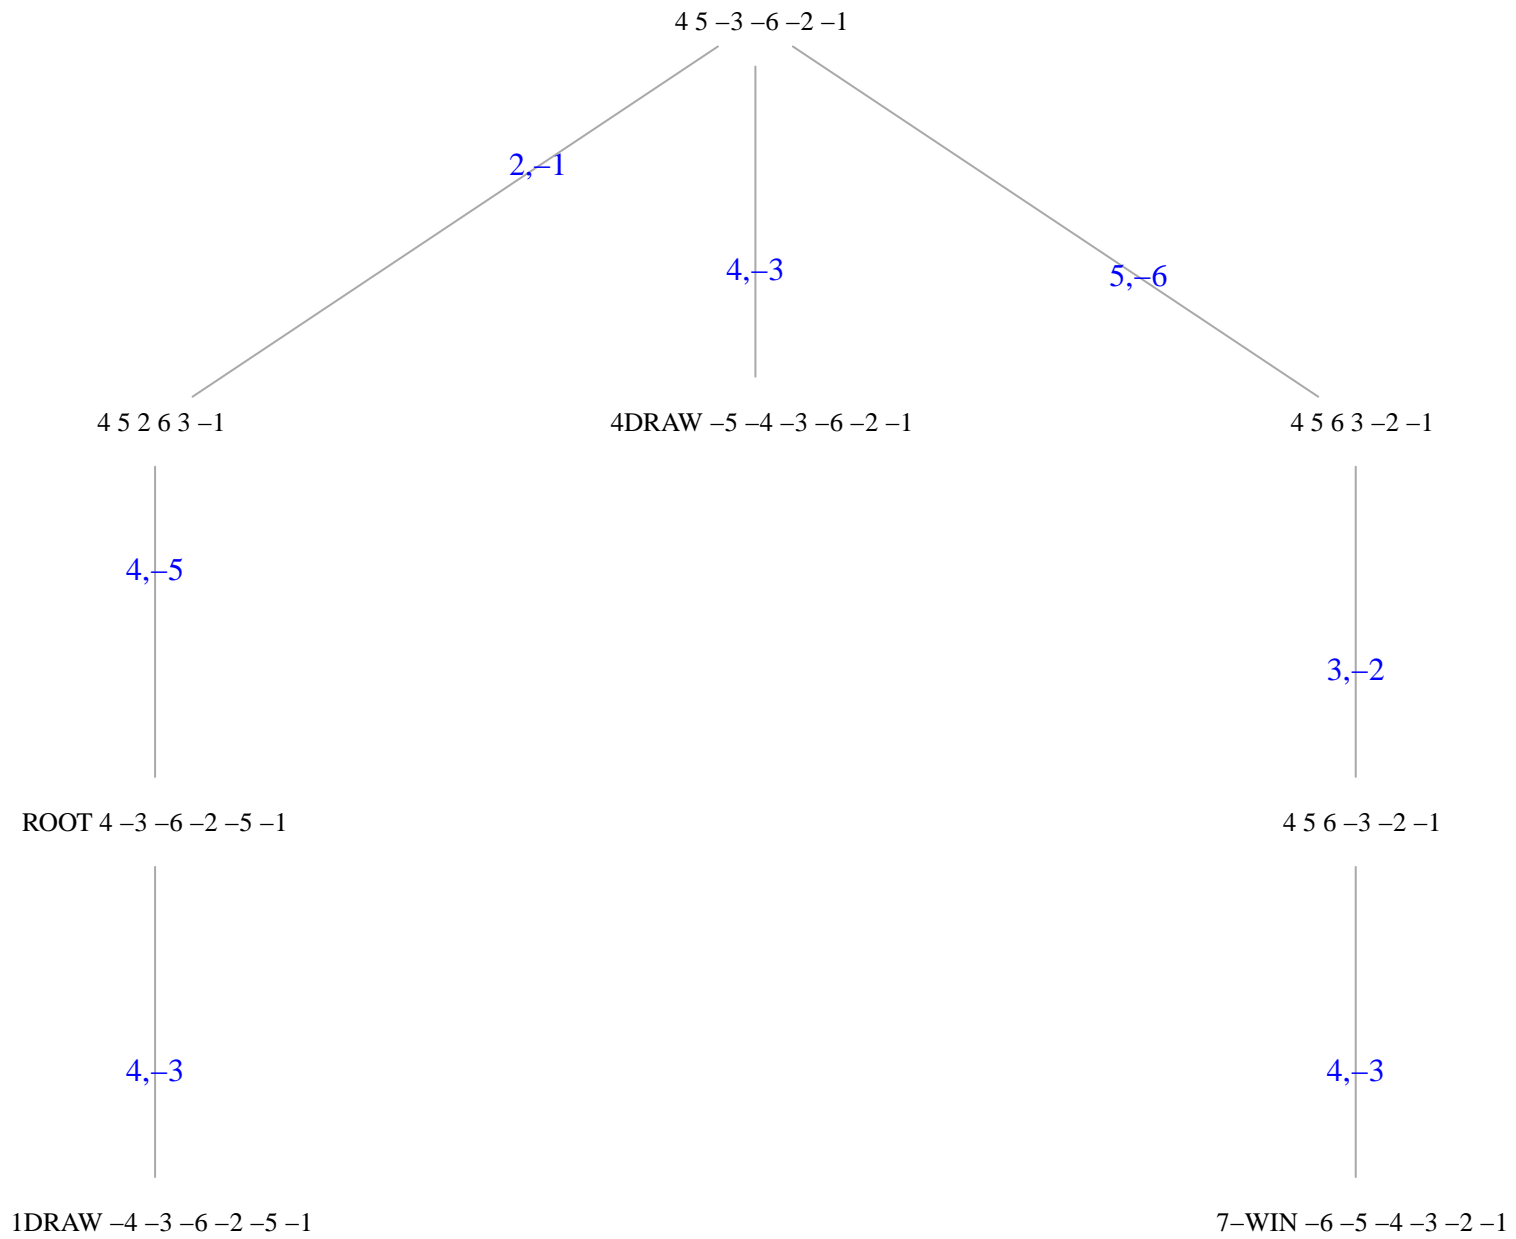 4 5 –3 –6 –2 –1
2,–1
4,–3
5,–6
4 5 2 6 3 –1
4DRAW –5 –4 –3 –6 –2 –1
4 5 6 3 –2 –1
4,–5
3,–2
ROOT 4 –3 –6 –2 –5 –1
4 5 6 –3 –2 –1
4,–3
4,–3
1DRAW –4 –3 –6 –2 –5 –1
7–WIN –6 –5 –4 –3 –2 –1